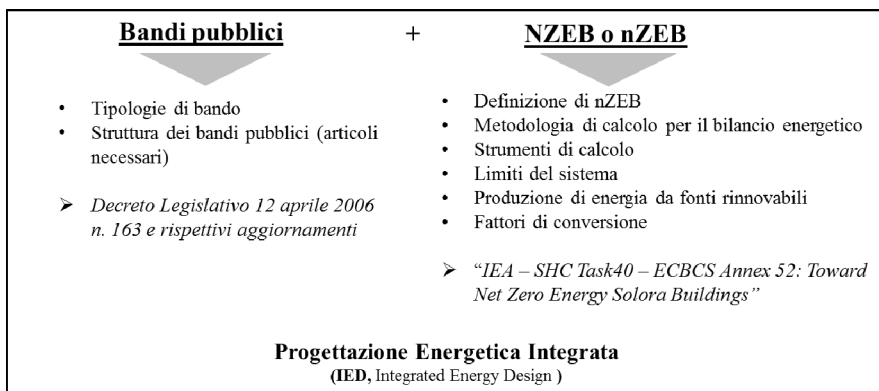 Bandi pubblici + NZEB o nZEB
• Tipologie di bando
• Struttura dei bandi pubblici (articoli
necessari)
➢ Decreto Legislativo 12 aprile 2006
n. 163 e rispettivi aggiornamenti
• Definizione di nZEB
• Metodologia di calcolo per il bilancio energetico
• Strumenti di calcolo
• Limiti del sistema
• Produzione di energia da fonti rinnovabili
• Fattori di conversione
➢ “IEA – SHC Task40 – ECBCS Annex 52: Toward
Net Zero Energy Solora Buildings”
Progettazione Energetica Integrata
(IED, Integrated Energy Design )